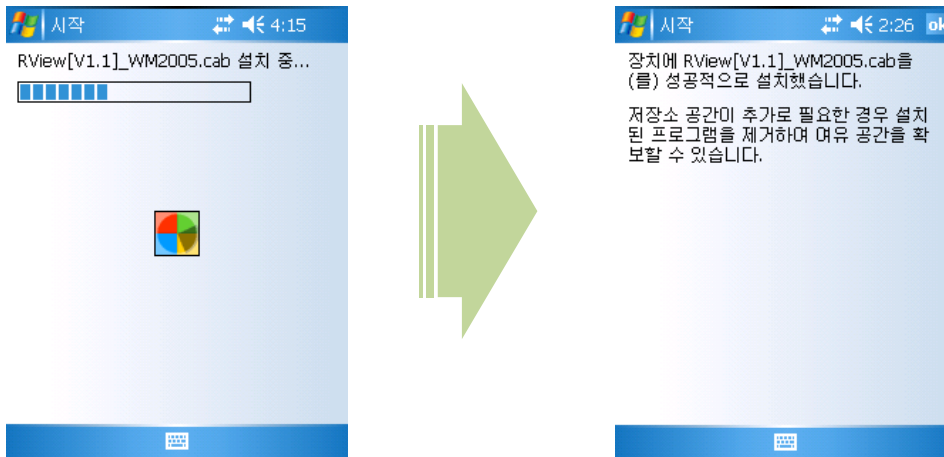 시작 4:15
RView[V1.1]_WM2005.cab 설치 중...
시작 2:26 ok
장치에 RView[V1.1]_WM2005.cab을
(를) 성공적으로 설치했습니다.
저장소 공간이 추가로 필요한 경우 설치
된 프로그램을 제거하여 여유 공간을 확
보할 수 있습니다.